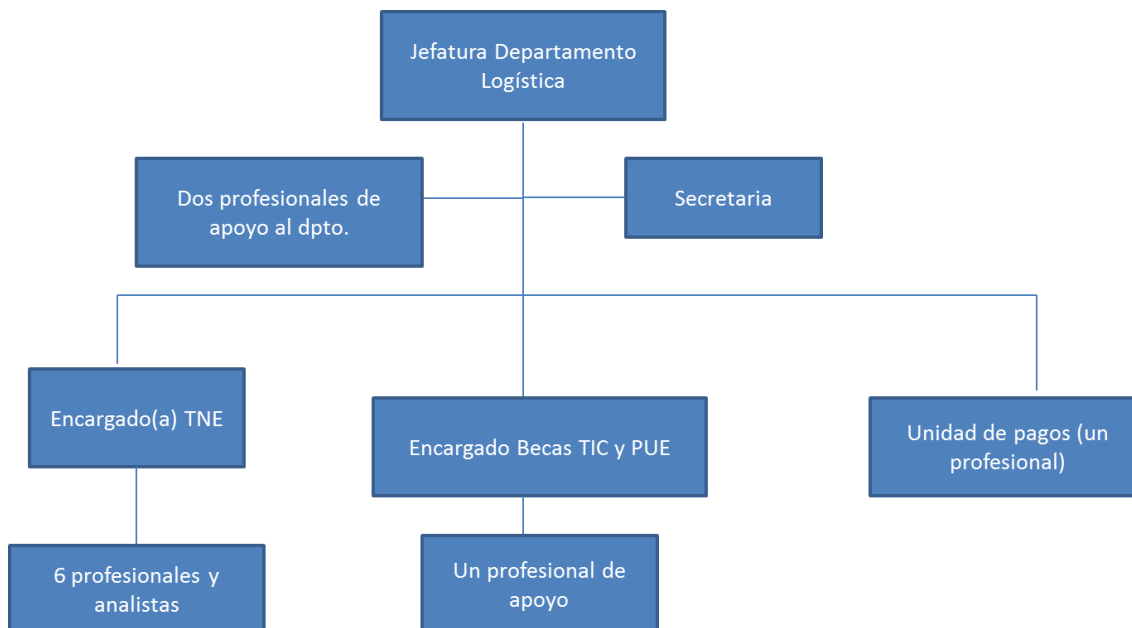 Jefatura Departamento
Logística
Dos profesionales de
apoyo al dpto.
Secretaria
Encargado(a) TNE
Encargado Becas TIC y PUE
Unidad de pagos (un
profesional)
6 profesionales y
analistas
Un profesional de
apoyo